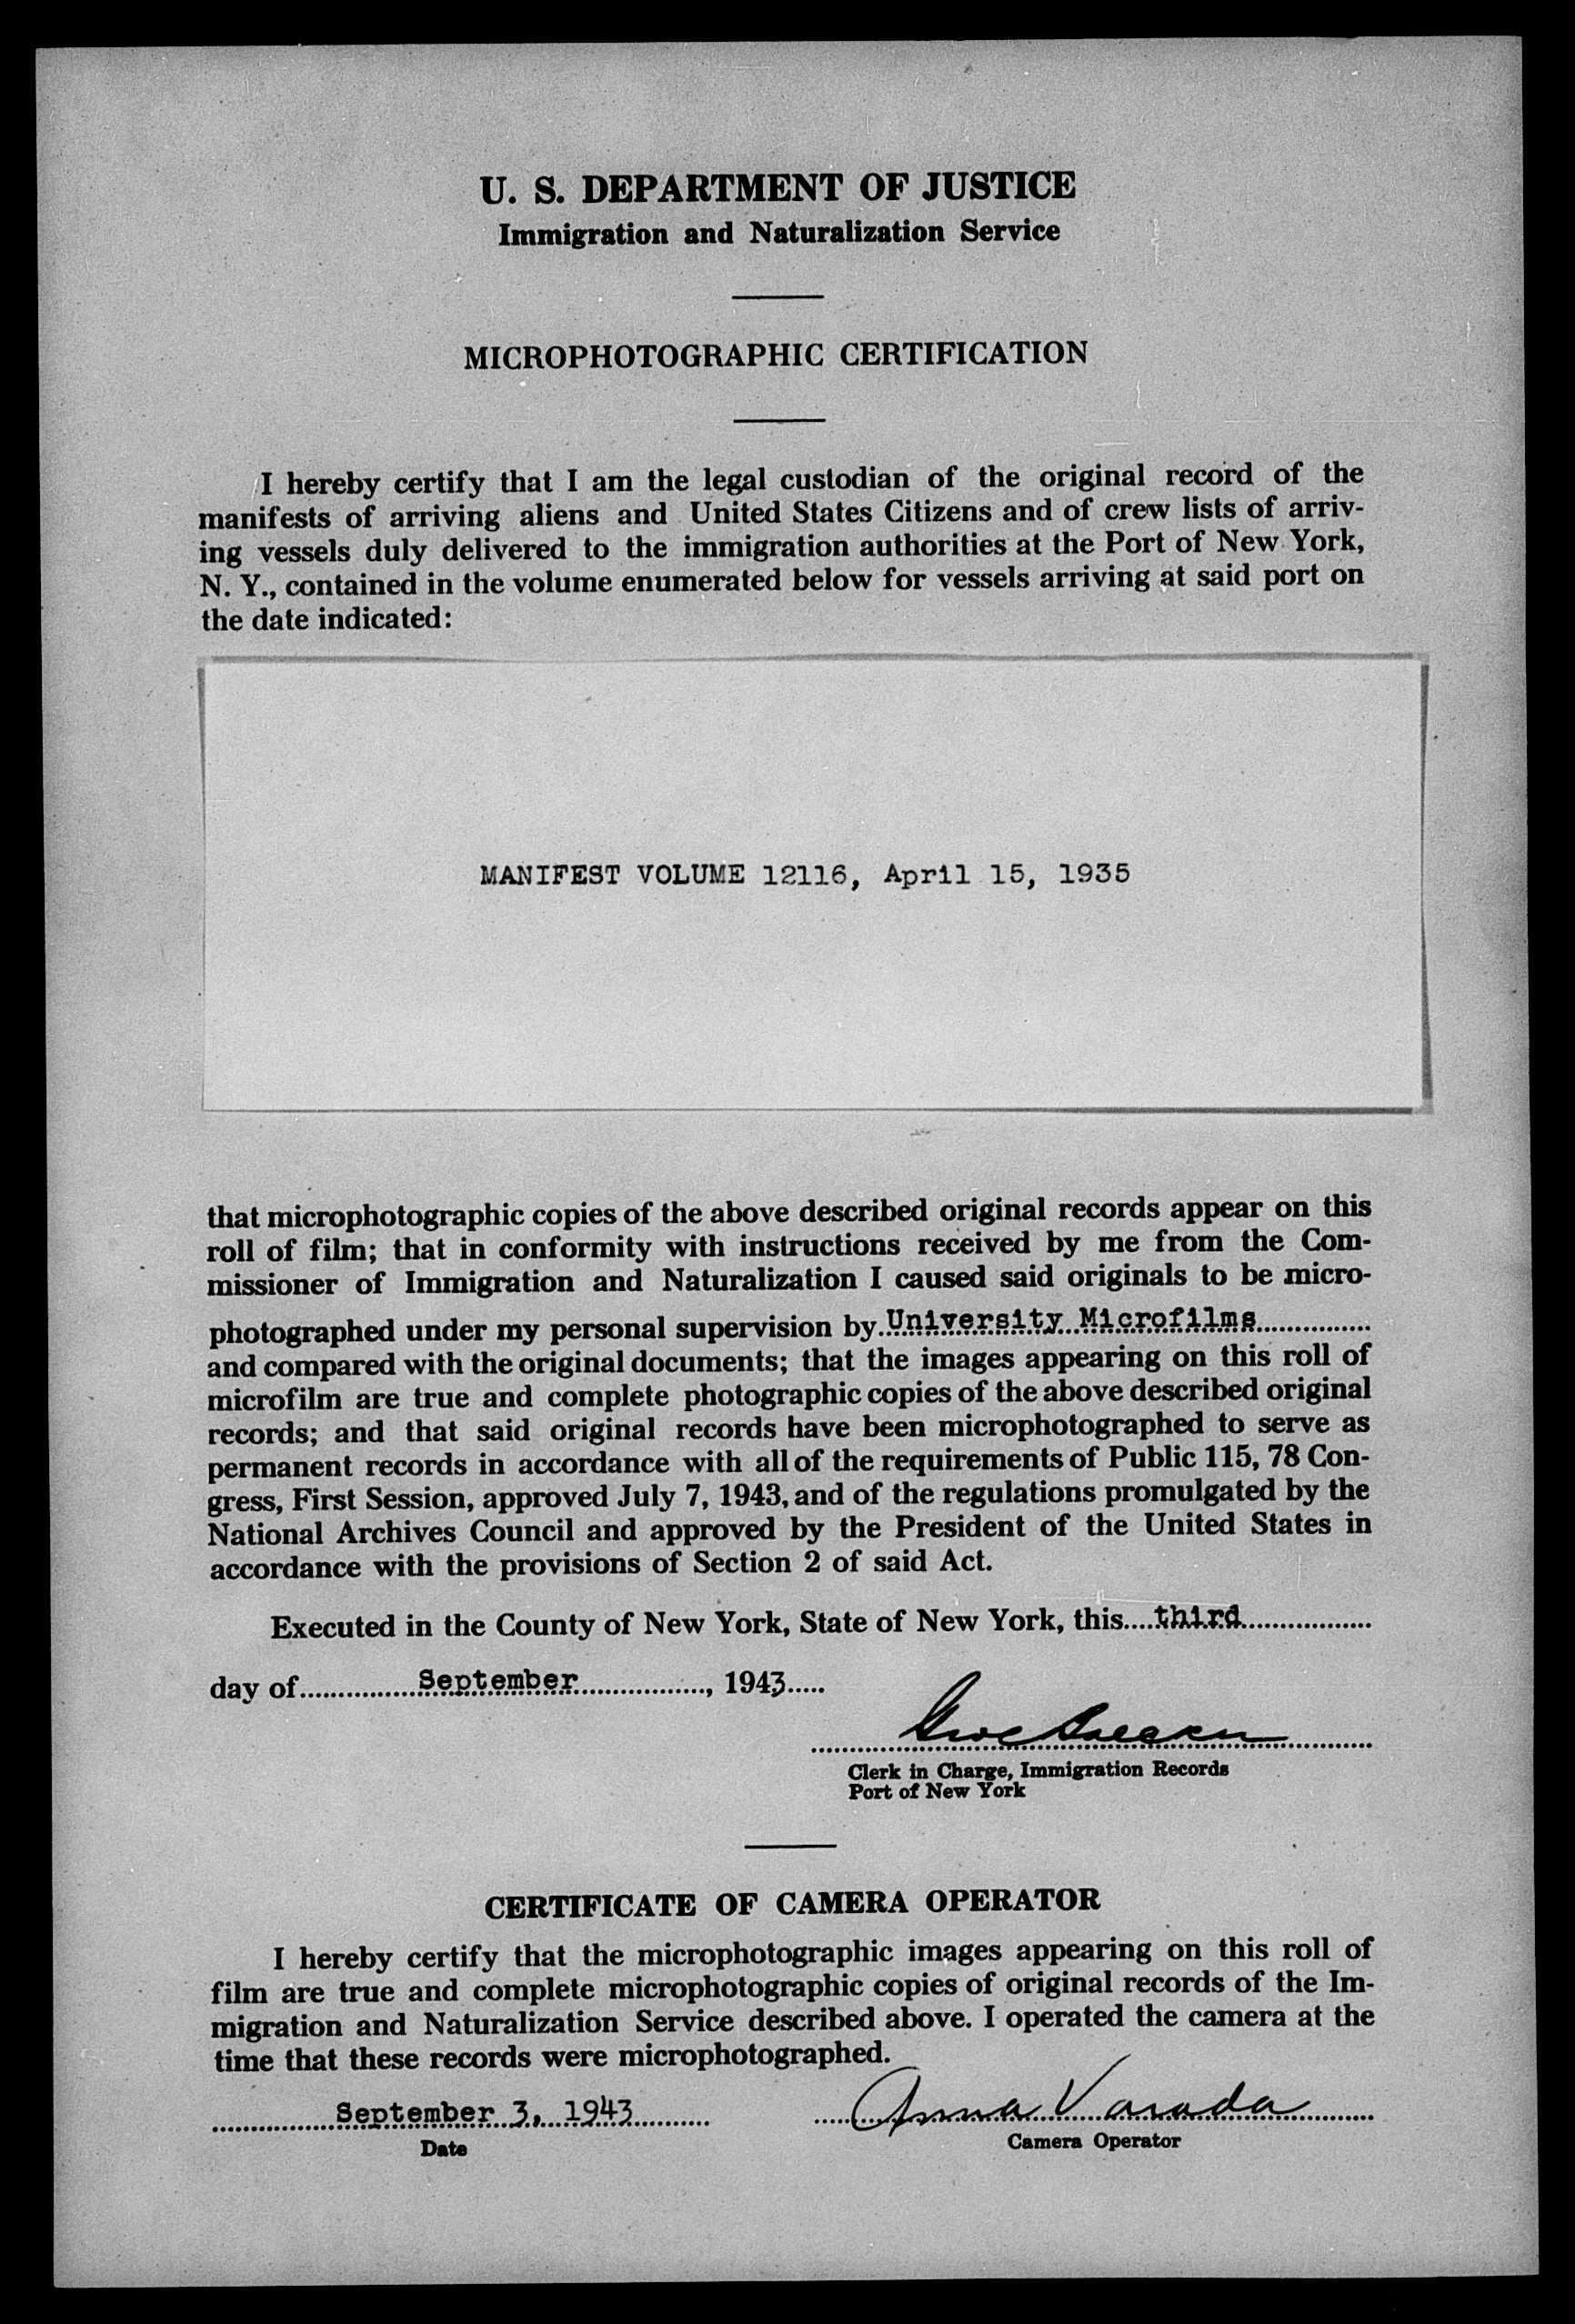 U. S. DEPARTMENT OF JUSTICE
Immigration and Naturalization Service
MICROPHOTOGRAPHIC CERTIFICATION
I hereby certify that I am the legal custodian of the original record of the
manifests of arriving aliens and United States Citizens and of crew lists of arriv-
ing vessels duly delivered to the immigration authorities at the Port of New York,
N. Y., contained in the volume enumerated below for vessels arriving at said port on
the date indicated:
MANIFEST VOLUME 12116, April 15, 1935
that microphotographic copies of the above described original records appear on this
roll of film; that in conformity with instructions received by me from the Com-
missioner of Immigration and Naturalization I caused said originals to be micro-
photographed under my personal supervision by University Microfilms
and compared with the original documents; that the images appearing on this roll of
microfilm are true and complete photographic copies of the above described original
records; and that said original records have been microphotographed to serve as
permanent records in accordance with all of the requirements of Public 115, 78 Con-
gress, First Session, approved July 7, 1943, and of the regulations promulgated by the
National Archives Council and approved by the President of the United States in
accordance with the provisions of Section 2 of said Act.
Executed in the County of New York, State of New York, this third
day of September, 1943
Clerk in Charge, Immigration Records
Port of New York
CERTIFICATE OF CAMERA OPERATOR
I hereby certify that the microphotographic images appearing on this roll of
film are true and complete microphotographic copies of original records of the Im-
migration and Naturalization Service described above. I operated the camera at the
time that these records were microphotographed.
September 3, 1943 Anna Varada
Date Camera Operator